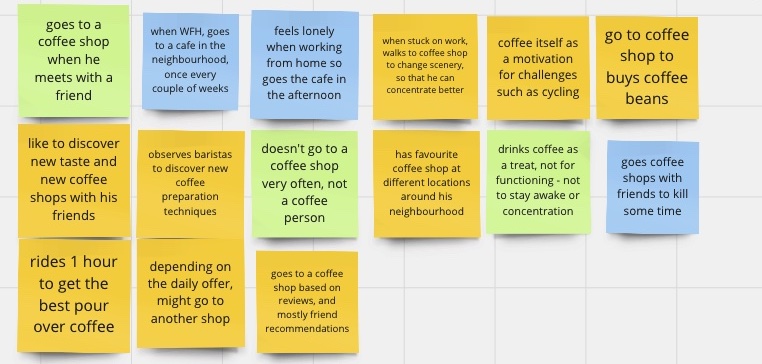 goes to a
coffee shop
when he
meets with a
friend
when WFH, goes
to a cafe in the
neighbourhood,
once every
couple of weeks
feels lonely
when working
from home so
goes the cafe in
the afternoon
when stuck on work,
walks to coffee shop
to change scenery,
so that he can
concentrate better
coffee itself as
a motivation
for challenges
such as cycling
go to coffee
shop to
buys coffee
beans
like to discover
new taste and
new coffee
shops with his
friends
observes baristas
to discover new
coffee
preparation
techniques
doesn't go to a
coffee shop
very often, not
a coffee
person
has favourite
coffee shop at
different locations
around his
neighbourhood
drinks coffee as
a treat, not for
functioning - not
to stay awake or
concentration
goes coffee
shops with
friends to kill
some time
rides 1 hour
to get the
best pour
over coffee
depending on
the daily offer,
might go to
another shop
goes to a coffee
shop based on
reviews, and
mostly friend
recommendations